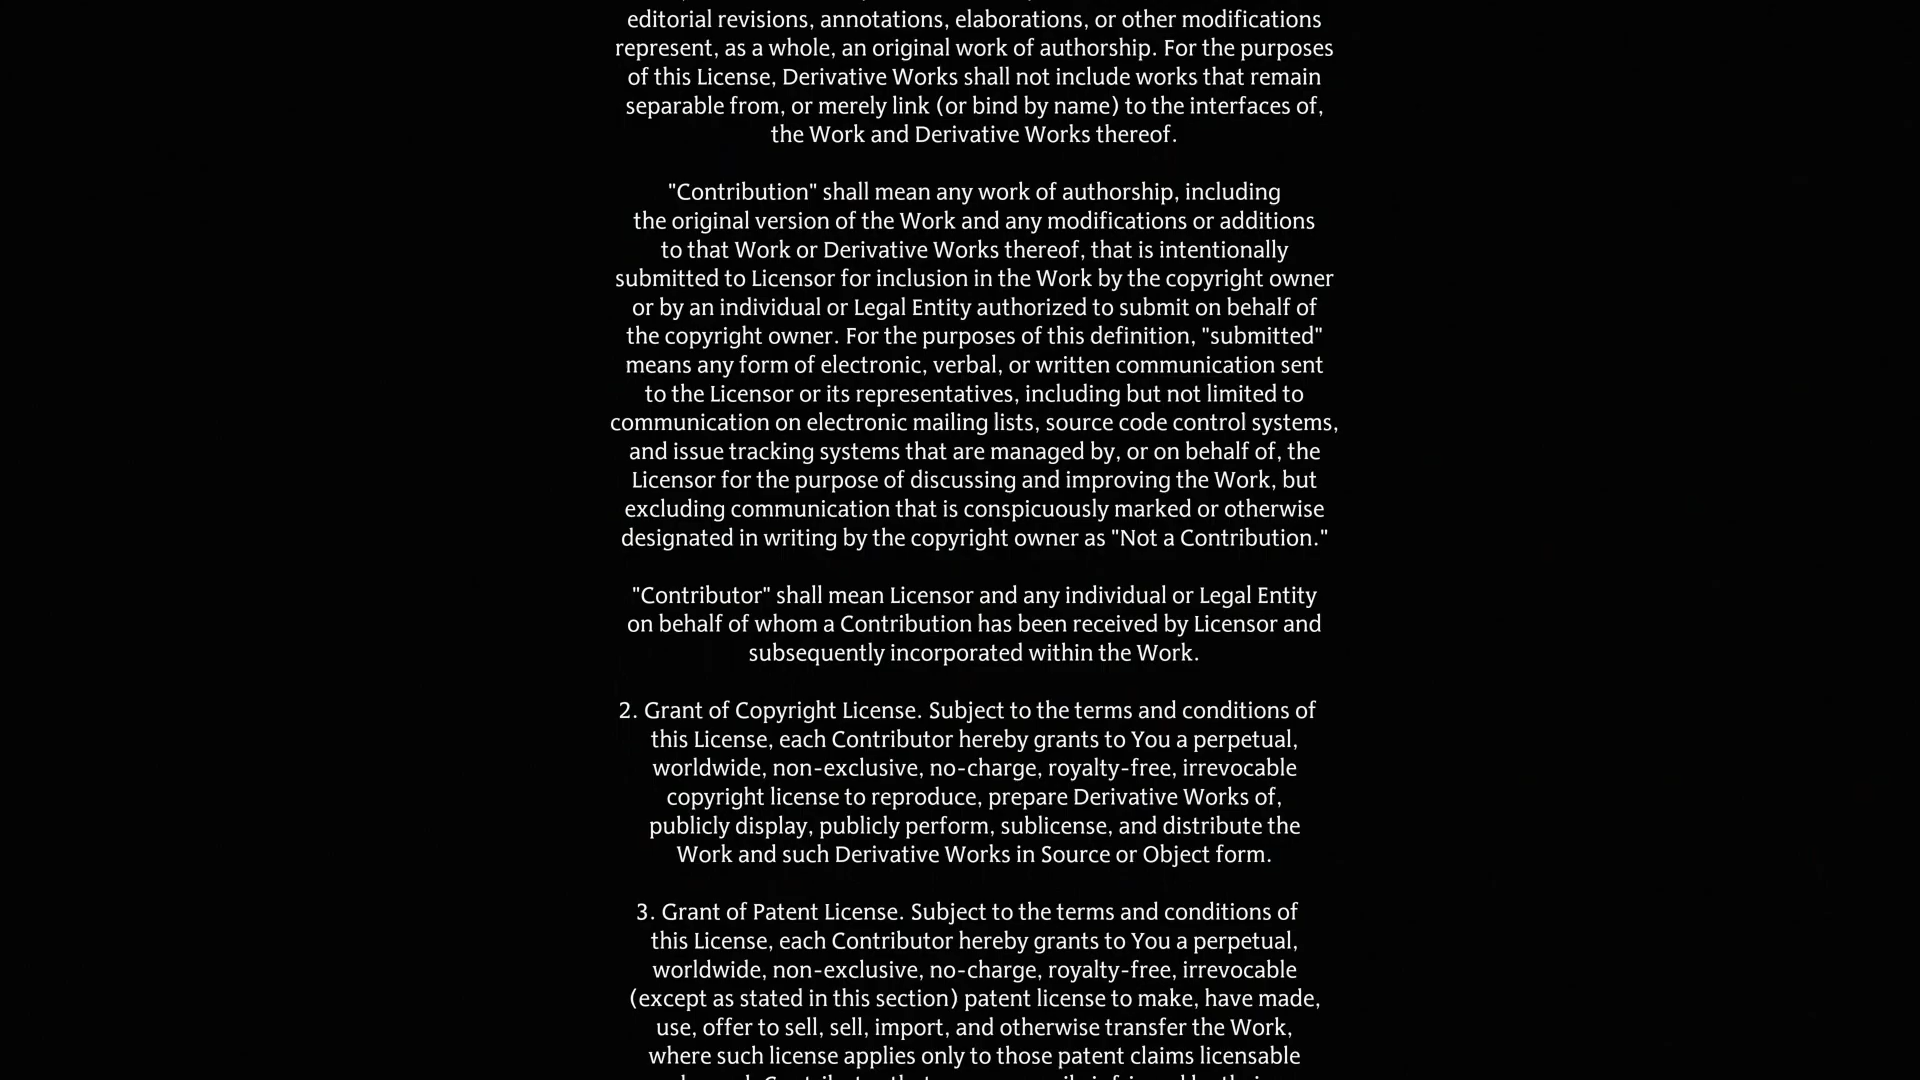 editorial revisions, annotations, elaborations, or other modifications
represent, as a whole, an original work of authorship. For the purposes
of this License, Derivative Works shall not include works that remain
separable from, or merely link (or bind by name) to the interfaces of,
the Work and Derivative Works thereof.
"Contribution" shall mean any work of authorship, including
the original version of the Work and any modifications or additions
to that Work or Derivative Works thereof, that is intentionally
submitted to Licensor for inclusion in the Work by the copyright owner
or by an individual or Legal Entity authorized to submit on behalf of
the copyright owner. For the purposes of this definition, "submitted"
means any form of electronic, verbal, or written communication sent
to the Licensor or its representatives, including but not limited to
communication on electronic mailing lists, source code control systems,
and issue tracking systems that are managed by, or on behalf of, the
Licensor for the purpose of discussing and improving the Work, but
excluding communication that is conspicuously marked or otherwise
designated in writing by the copyright owner as "Not a Contribution."
"Contributor" shall mean Licensor and any individual or Legal Entity
on behalf of whom a Contribution has been received by Licensor and
subsequently incorporated within the Work.
2. Grant of Copyright License. Subject to the terms and conditions of
this License, each Contributor hereby grants to You a perpetual,
worldwide, non-exclusive, no-charge, royalty-free, irrevocable
copyright license to reproduce, prepare Derivative Works of,
publicly display, publicly perform, sublicense, and distribute the
Work and such Derivative Works in Source or Object form.
3. Grant of Patent License. Subject to the terms and conditions of
this License, each Contributor hereby grants to You a perpetual,
worldwide, non-exclusive, no-charge, royalty-free, irrevocable
(except as stated in this section) patent license to make, have made,
use, offer to sell, sell, import, and otherwise transfer the Work,
where such license applies only to those patent claims licensable